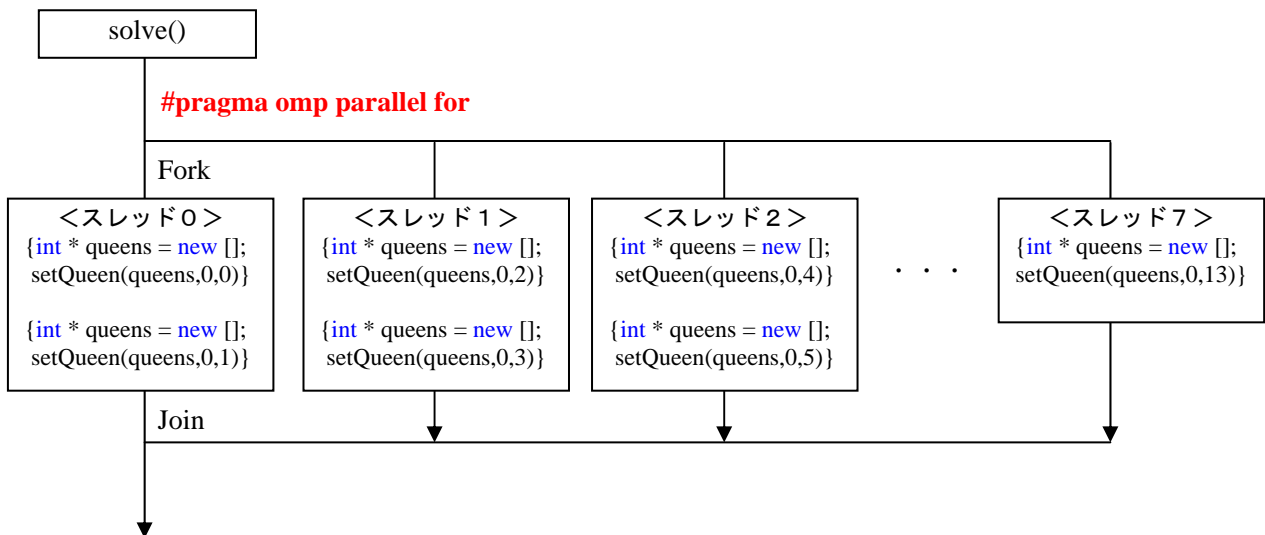 solve()
#pragma omp parallel for
Fork
＜スレッド０＞
{int * queens = new [];
setQueen(queens,0,0)}
{int * queens = new [];
setQueen(queens,0,1)}
＜スレッド１＞
{int * queens = new [];
setQueen(queens,0,2)}
{int * queens = new [];
setQueen(queens,0,3)}
＜スレッド２＞
{int * queens = new [];
setQueen(queens,0,4)}
{int * queens = new [];
setQueen(queens,0,5)}
・・・
＜スレッド７＞
{int * queens = new [];
setQueen(queens,0,13)}
Join